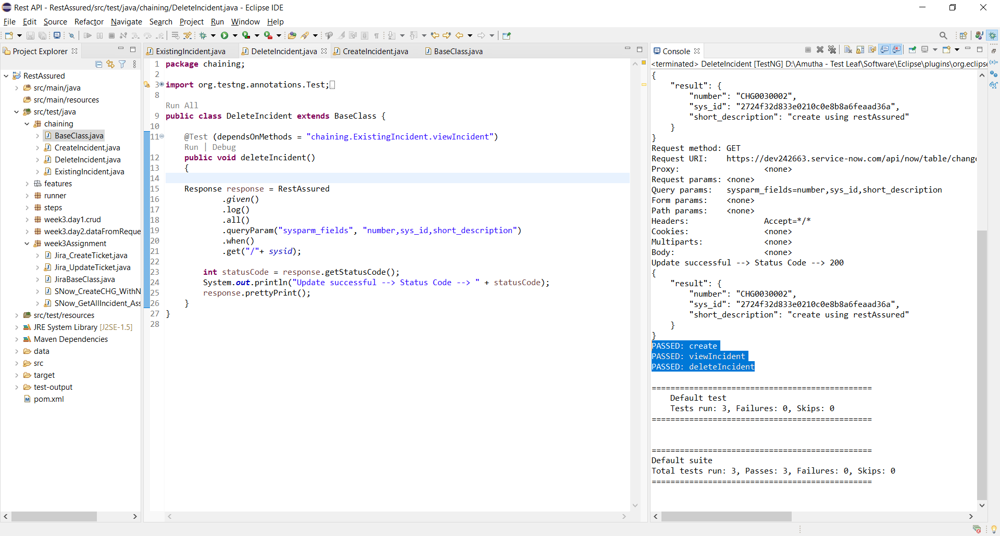 Rest API - RestAssured/src/test/java/chaining/DeleteIncident.java - Eclipse IDE
File Edit Source Refactor Navigate Search Project Run Window Help
Project Explorer
RestAssured
src/main/java
src/main/resources
src/test/java
chaining
BaseClass.java
CreateIncident.java
DeleteIncident.java
ExistingIncident.java
features
runner
steps
week3.day1.crud
week3.day2.dataFromReque
week3Assignment
Jira_CreateTicket.java
Jira_UpdateTicket.java
JiraBaseClass.java
SNow_CreateCHG_WithN
SNow_GetAllIncident_Ass
src/test/resources
JRE System Library [J2SE-1.5]
Maven Dependencies
data
src
target
test-output
pom.xml
ExistingIncident.java DeleteIncident.java CreateIncident.java BaseClass.java
1 package chaining;
2
3 import org.testng.annotations.Test;
8
Run All
9 public class DeleteIncident extends BaseClass {
10
11 @Test (dependsOnMethods = "chaining.ExistingIncident.viewIncident")
Run | Debug
12 public void deleteIncident()
13 {
14
15 Response response = RestAssured
16 .given()
17 .log()
18 .all()
19 .queryParam("sysparm_fields", "number,sys_id,short_description")
20 .when()
21 .get("/"+ sysid);
22
23 int statusCode = response.getStatusCode();
24 System.out.println("Update successful --> Status Code --> " + statusCode);
25 response.prettyPrint();
26 }
27 }
28
Console
<terminated> DeleteIncident [TestNG] D:\Amutha - Test Leaf\Software\Eclipse\plugins\org.eclipse
{
"result": {
"number": "CHG0030002",
"sys_id": "2724f32d833e0210c0e8b8a6feaad36a",
"short_description": "create using restAssured"
}
}
Request method: GET
Request URI: https://dev242663.service-now.com/api/now/table/change
Proxy: <none>
Request params: <none>
Query params: sysparm_fields=number,sys_id,short_description
Form params: <none>
Path params: <none>
Headers: Accept=*/*
Cookies: <none>
Multiparts: <none>
Body: <none>
Update successful --> Status Code --> 200
{
"result": {
"number": "CHG0030002",
"sys_id": "2724f32d833e0210c0e8b8a6feaad36a",
"short_description": "create using restAssured"
}
}
PASSED: create
PASSED: viewIncident
PASSED: deleteIncident
===============================================
Default test
Tests run: 3, Failures: 0, Skips: 0
===============================================
===============================================
Default suite
Total tests run: 3, Passes: 3, Failures: 0, Skips: 0
===============================================